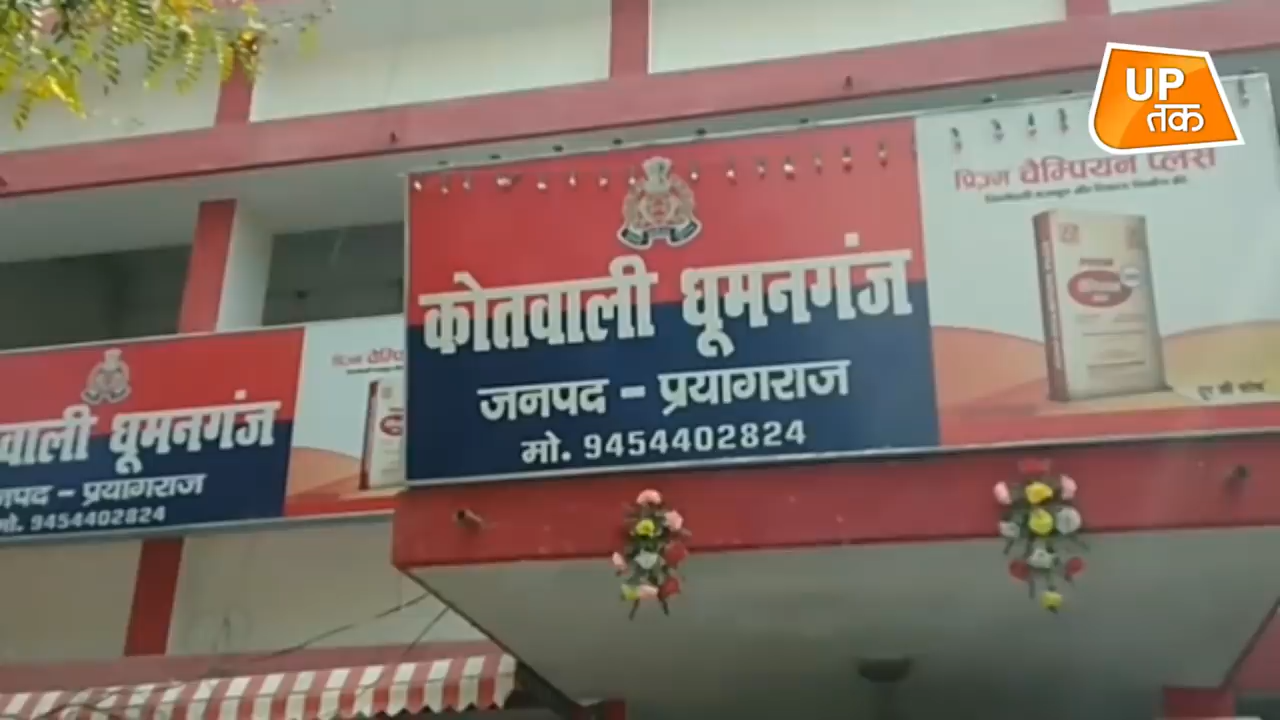 UP
तक
प्रिज़्म चैम्पियन प्लस
कोतवाली धूमनगंज
जनपद - प्रयागराज
मो. 9454402824
वाली धूमनगंज
नपद - प्रयागराज
मो. 9454402824